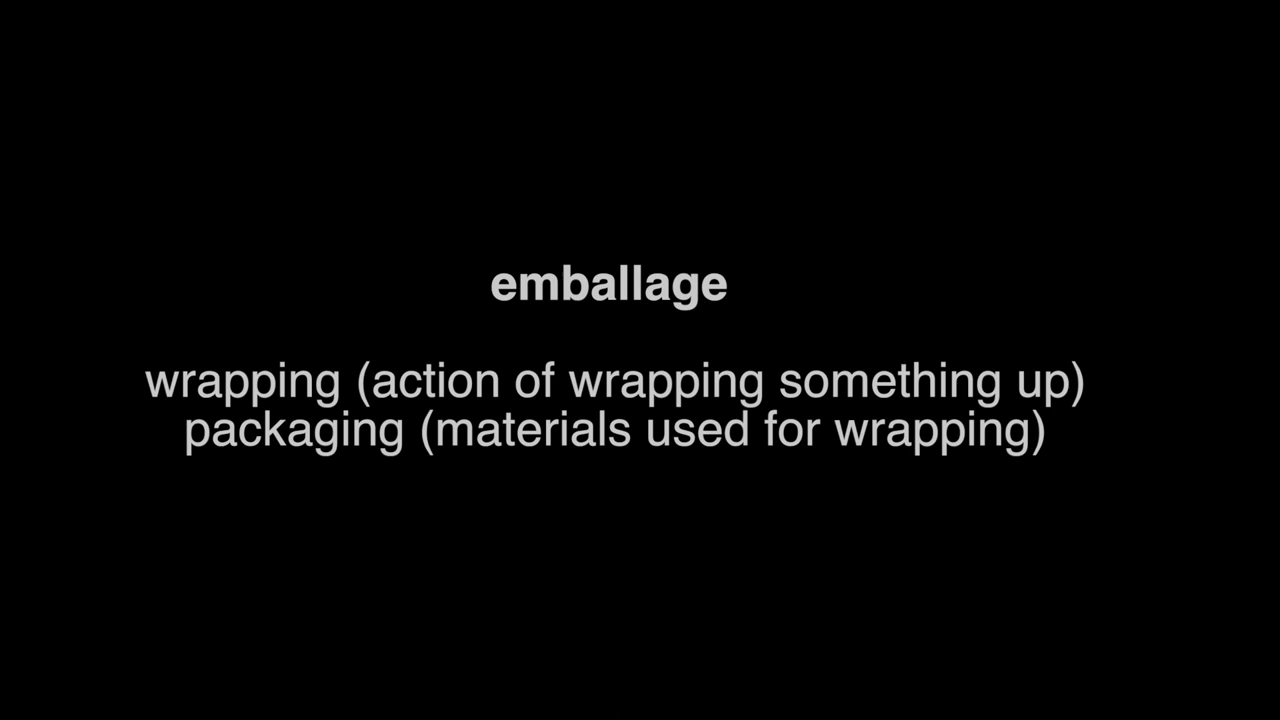 emballage
wrapping (action of wrapping something up)
packaging (materials used for wrapping)